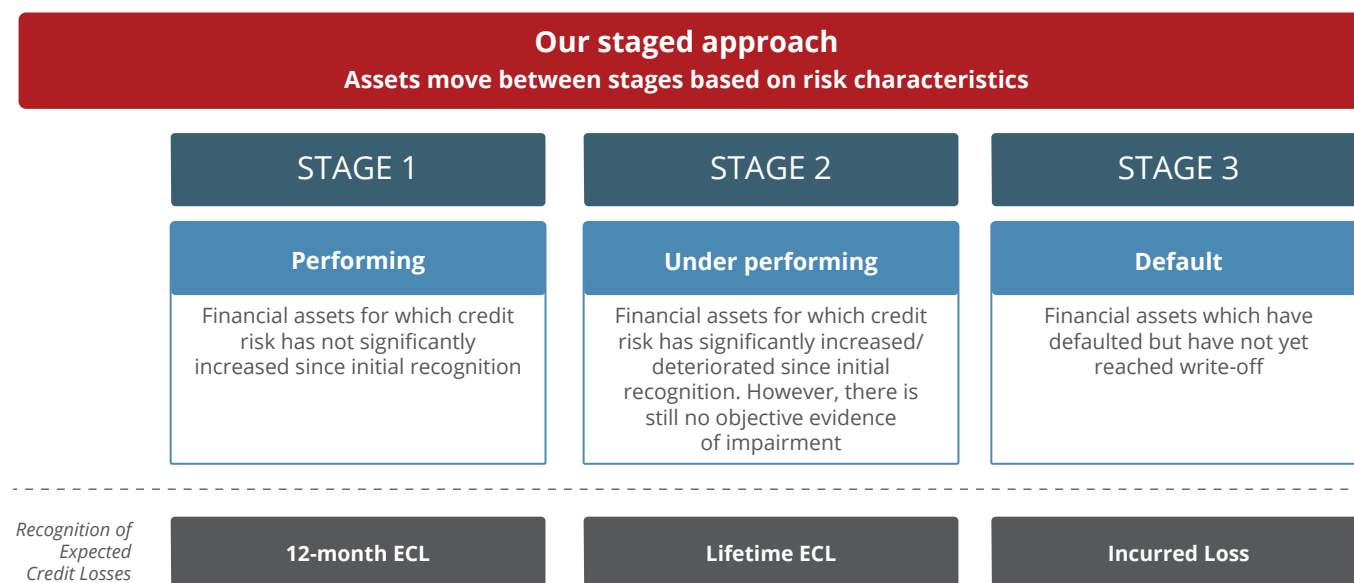 Our staged approach
Assets move between stages based on risk characteristics
STAGE 1
STAGE 2
STAGE 3
Performing
Under performing
Default
Financial assets for which credit
risk has not significantly
increased since initial recognition
Financial assets for which credit
risk has significantly increased/
deteriorated since initial
recognition. However, there is
still no objective evidence
of impairment
Financial assets which have
defaulted but have not yet
reached write-off
Recognition of
Expected
Credit Losses
12-month ECL
Lifetime ECL
Incurred Loss